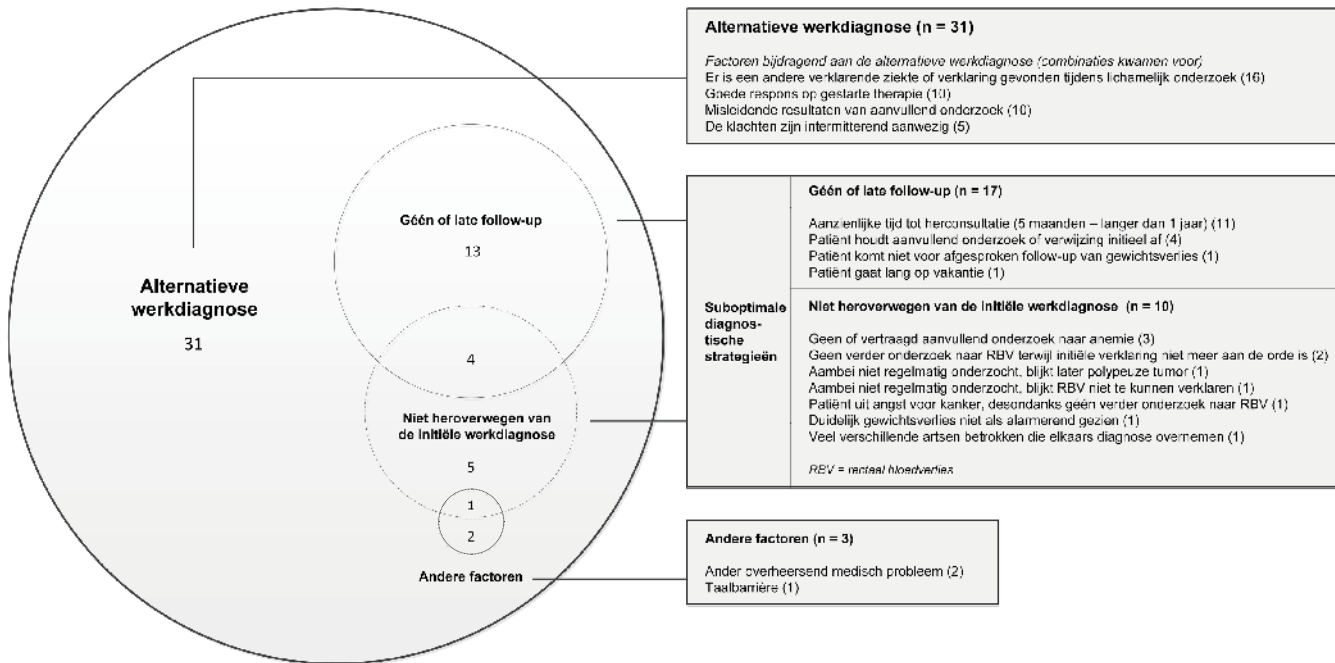 Alternatieve
werkdiagnose
31
Géén of late follow-up
13
4
Niet heroverwegen van
de initiële werkdiagnose
5
1
2
Andere factoren
Alternatieve werkdiagnose (n = 31)
Factoren bijdragend aan de alternatieve werkdiagnose (combinaties kwamen voor)
Er is een andere verklarende ziekte of verklaring gevonden tijdens lichamelijk onderzoek (16)
Goede respons op gestarte therapie (10)
Misleidende resultaten van aanvullend onderzoek (10)
De klachten zijn intermitterend aanwezig (5)
Suboptimale
diagnos-
tische
strategieën
Géén of late follow-up (n = 17)
Aanzienlijke tijd tot herconsultatie (5 maanden – langer dan 1 jaar) (11)
Patiënt houdt aanvullend onderzoek of verwijzing initieel af (4)
Patiënt komt niet voor afgesproken follow-up van gewichtsverlies (1)
Patiënt gaat lang op vakantie (1)
Niet heroverwegen van de initiële werkdiagnose (n = 10)
Geen of vertraagd aanvullend onderzoek naar anemie (3)
Geen verder onderzoek naar RBV terwijl initiële verklaring niet meer aan de orde is (2)
Aambei niet regelmatig onderzocht, blijkt later polypeuze tumor (1)
Aambei niet regelmatig onderzocht, blijkt RBV niet te kunnen verklaren (1)
Patiënt uit angst voor kanker, desondanks géén verder onderzoek naar RBV (1)
Duidelijk gewichtsverlies niet als alarmerend gezien (1)
Veel verschillende artsen betrokken die elkaars diagnose overnemen (1)
RBV = rectaal bloedverlies
Andere factoren (n = 3)
Ander overheersend medisch probleem (2)
Taalbarrière (1)